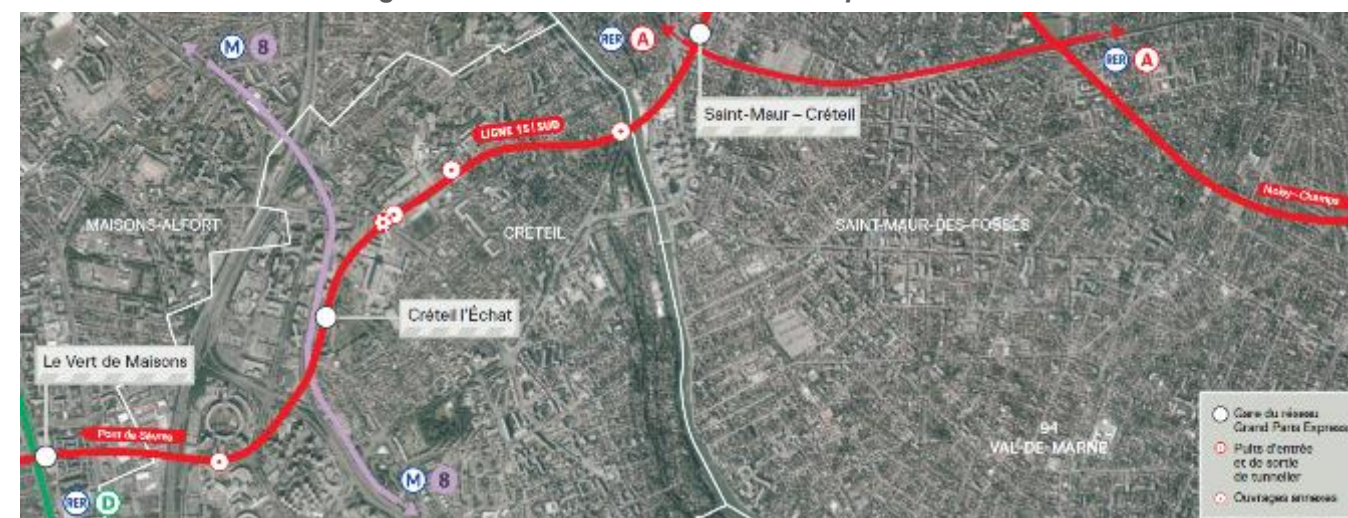 M 8
RER A
RER A
Saint-Maur – Créteil
LIGNE 15 SUD
Noisy-Champs
MAISONS-ALFORT
CRÉTEIL
SAINT-MAUR-DES-FOSSÉS
Créteil l'Échat
Le Vert de Maisons
Pont de Sèvres
M 8
RER D
94
VAL-DE-MARNE
Gare du réseau
Grand Paris Express
Puits d'entrée
et de sortie
de tunnelier
Ouvrages annexes